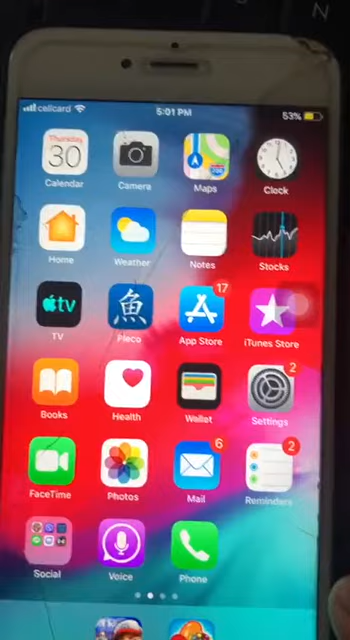 N
cellcard 5:01 PM 53%
Thursday
30
Calendar Camera Maps Clock
280
Home Weather Notes Stocks
17
tv 魚
TV Pleco App Store iTunes Store
2
Books Health Wallet Settings
6 2
FaceTime Photos Mail Reminders
Social Voice Phone